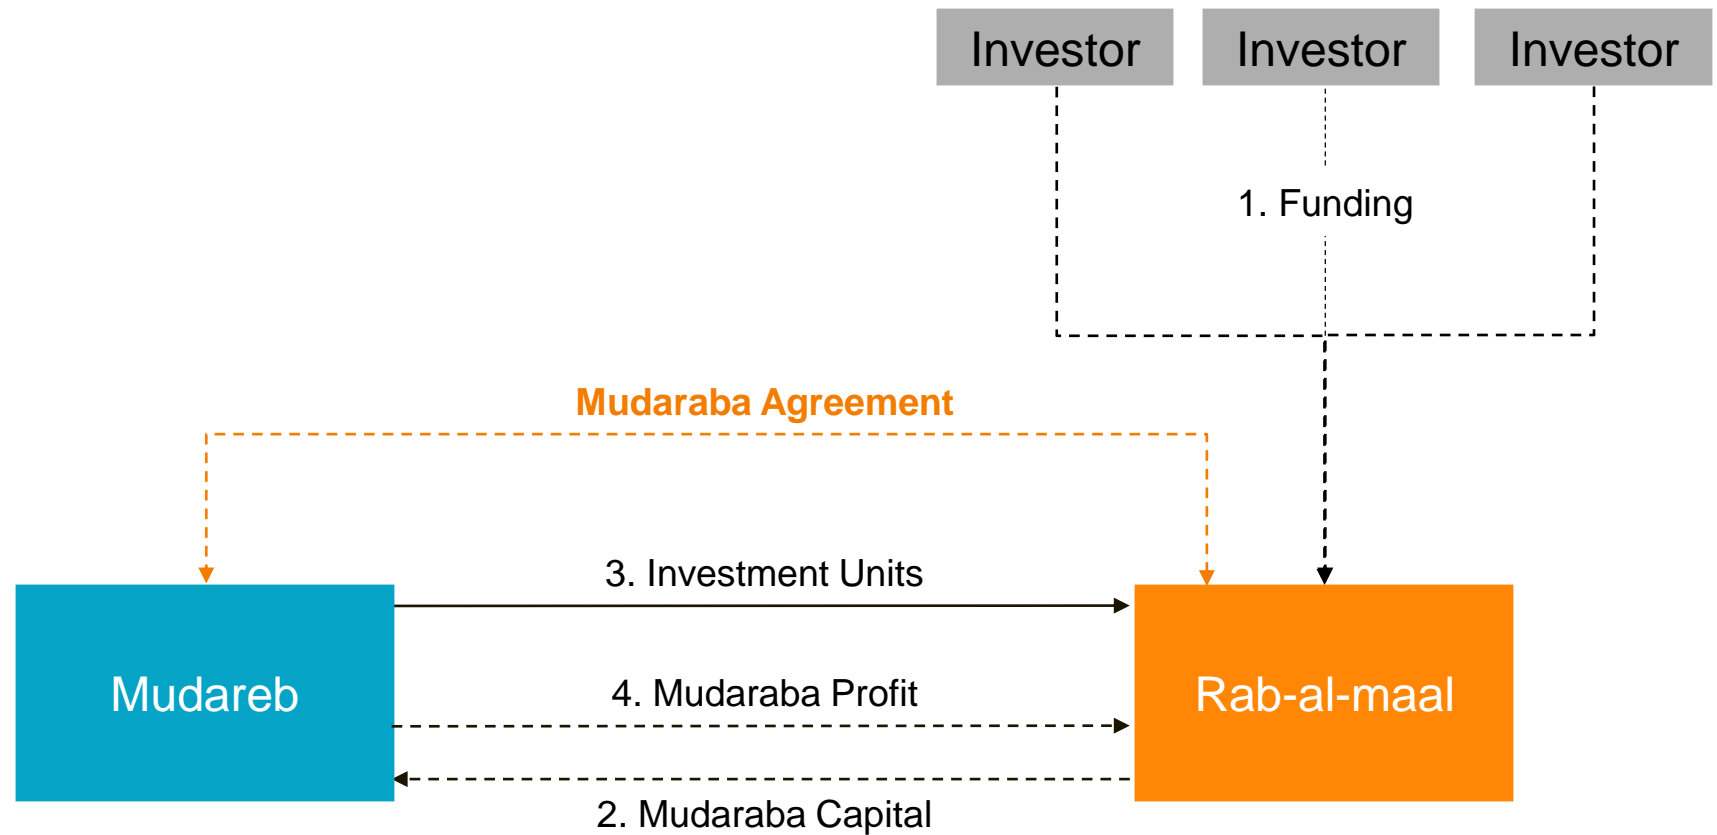 Investor
Investor
Investor
1. Funding
Mudaraba Agreement
3. Investment Units
Mudareb
4. Mudaraba Profit
Rab-al-maal
2. Mudaraba Capital